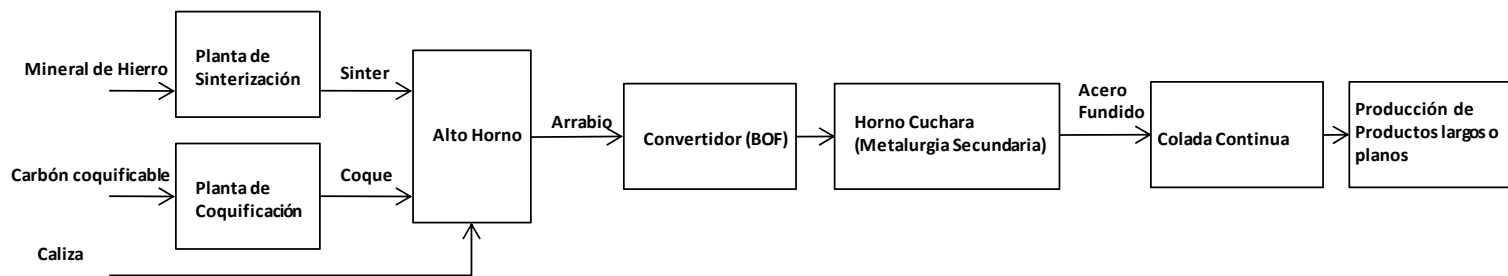 Mineral de Hierro
Planta de
Sinterización
Sinter
Carbón coquificable
Planta de
Coquificación
Coque
Caliza
Alto Horno
Arrabio
Convertidor (BOF)
Horno Cuchara
(Metalurgia Secundaria)
Acero
Fundido
Colada Continua
Producción de
Productos largos o
planos